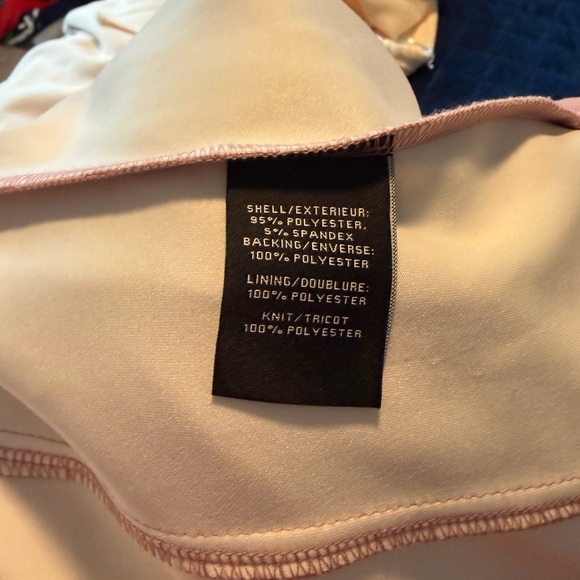 SHELL/EXTERIEUR:
95% POLYESTER,
5% SPANDEX
BACKING/ENVERSE:
100% POLYESTER
LINING/DOUBLURE:
100% POLYESTER
KNIT/TRICOT
100% POLYESTER